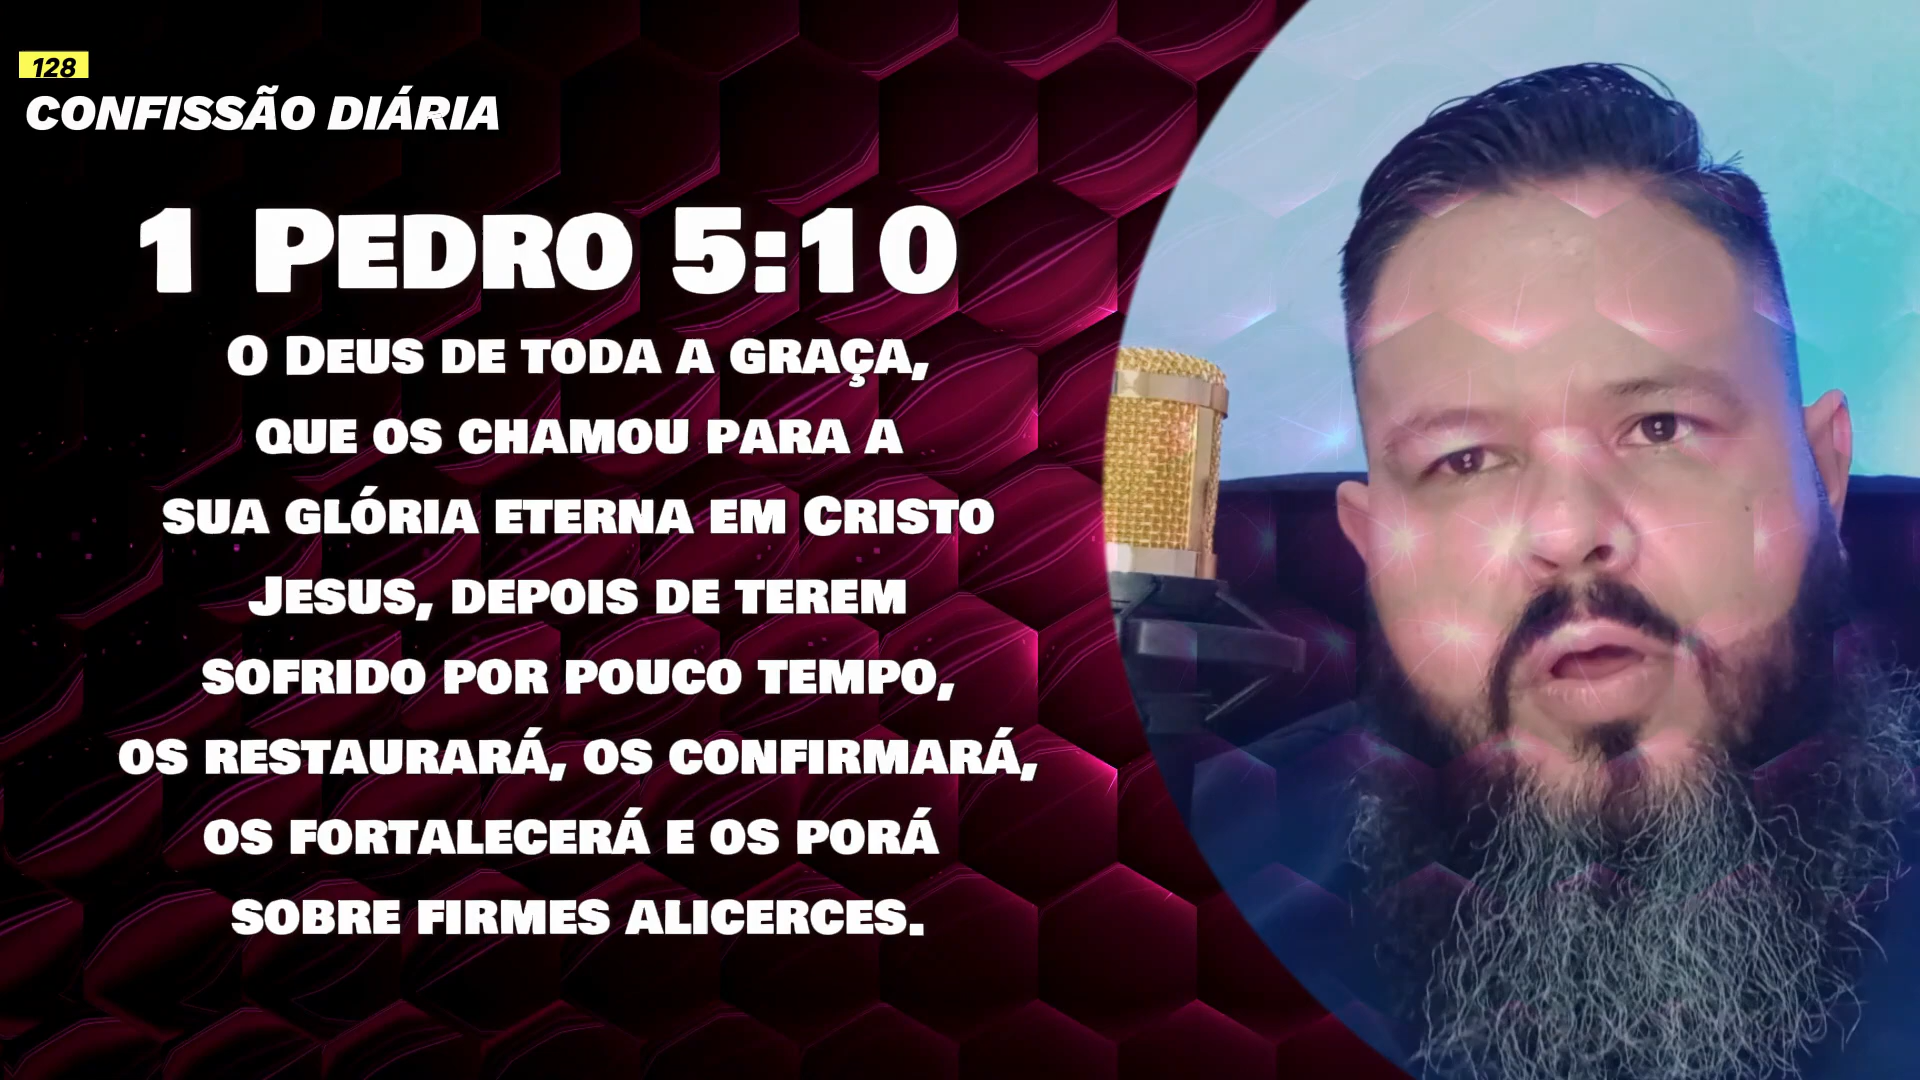 128
CONFISSÃO DIÁRIA
1 PEDRO 5:10
O DEUS DE TODA A GRAÇA,
QUE OS CHAMOU PARA A
SUA GLÓRIA ETERNA EM CRISTO
JESUS, DEPOIS DE TEREM
SOFRIDO POR POUCO TEMPO,
OS RESTAURARÁ, OS CONFIRMARÁ,
OS FORTALECERÁ E OS PORÁ
SOBRE FIRMES ALICERCES.